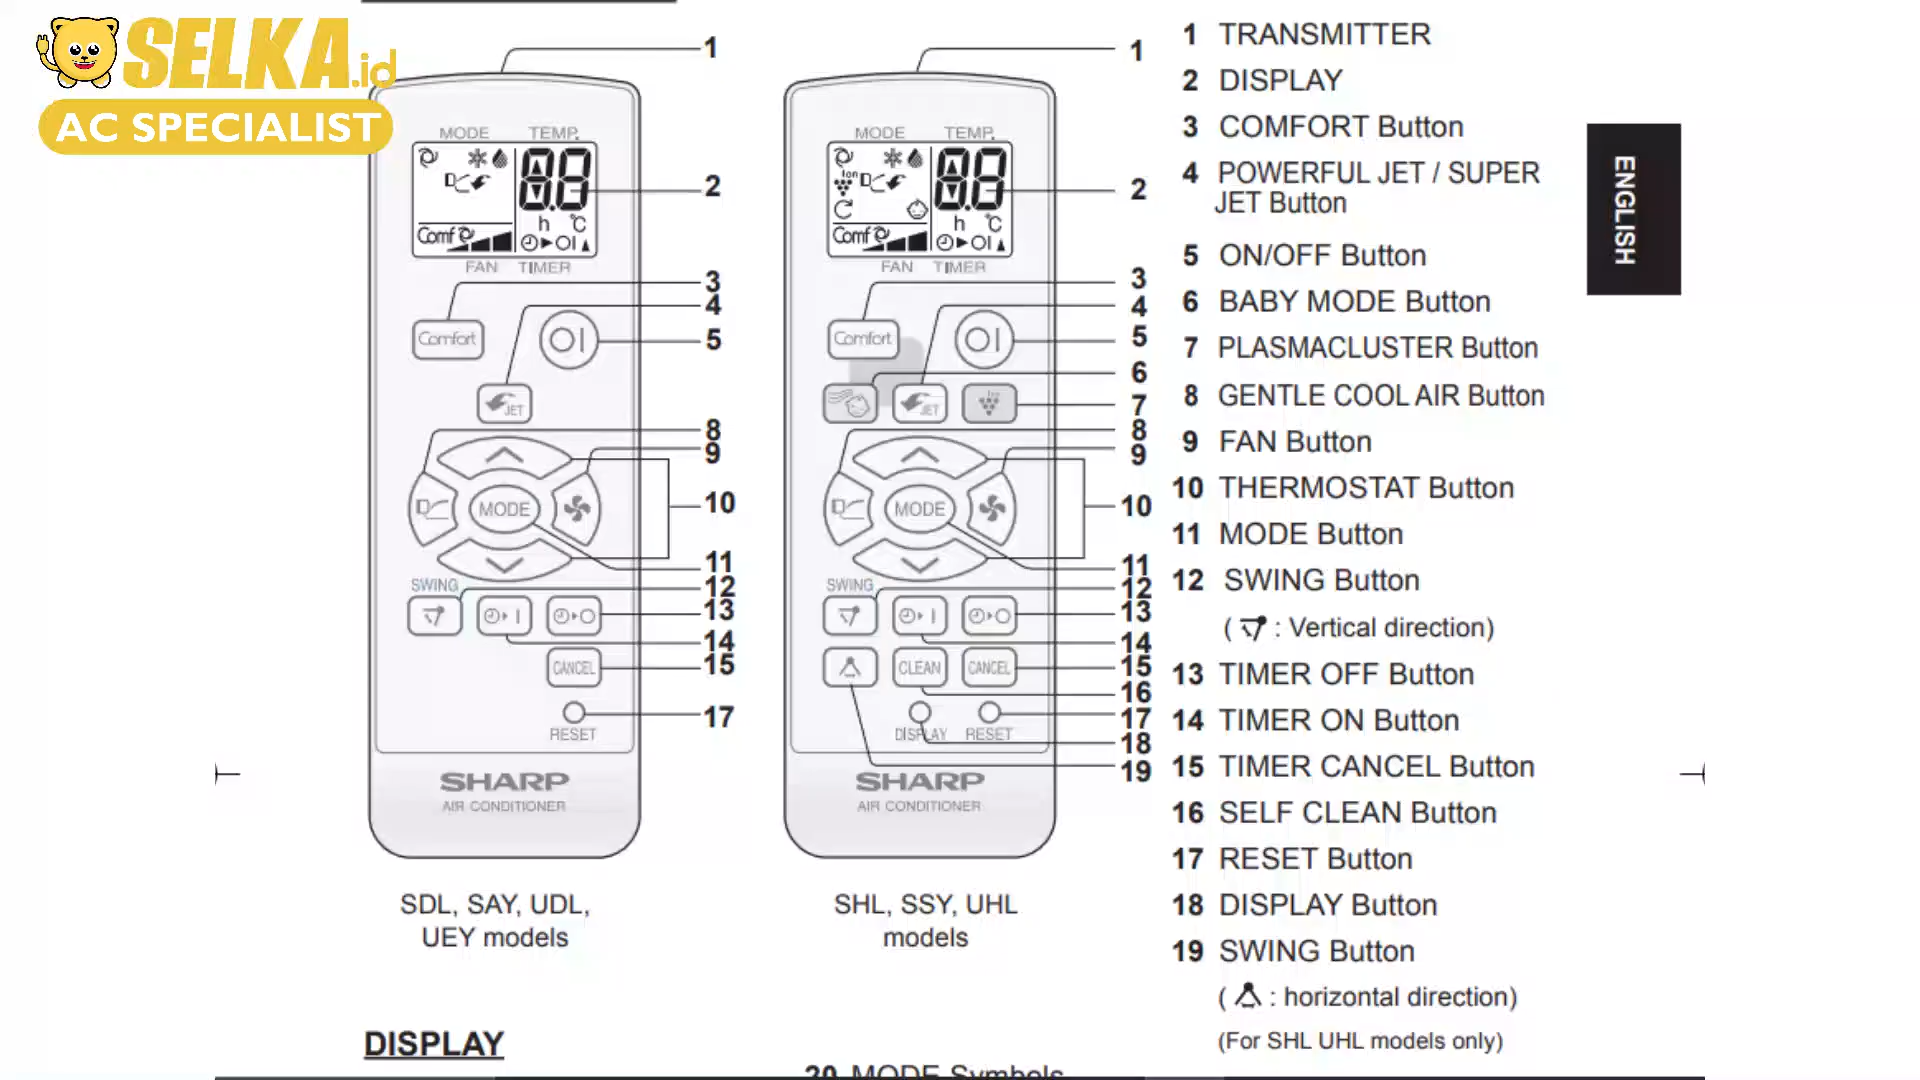 SELKA.id
AC SPECIALIST
MODE TEMP.
h °C
Comf
FAN TIMER
Comfort
JET
MODE
SWING
CANCEL
RESET
SHARP
AIR CONDITIONER
1
2
3
4
5
8
9
10
11
12
13
14
15
17
SDL, SAY, UDL,
UEY models
MODE TEMP.
Ion
h °C
Comf
FAN TIMER
Comfort
JET
Ion
MODE
SWING
CLEAN CANCEL
DISPLAY RESET
SHARP
AIR CONDITIONER
1
2
3
4
5
6
7
8
9
10
11
12
13
14
15
16
17
18
19
SHL, SSY, UHL
models
1 TRANSMITTER
2 DISPLAY
3 COMFORT Button
4 POWERFUL JET / SUPER
JET Button
5 ON/OFF Button
6 BABY MODE Button
7 PLASMACLUSTER Button
8 GENTLE COOL AIR Button
9 FAN Button
10 THERMOSTAT Button
11 MODE Button
12 SWING Button
( : Vertical direction)
13 TIMER OFF Button
14 TIMER ON Button
15 TIMER CANCEL Button
16 SELF CLEAN Button
17 RESET Button
18 DISPLAY Button
19 SWING Button
( : horizontal direction)
(For SHL UHL models only)
ENGLISH
DISPLAY
20 MODE Symbols